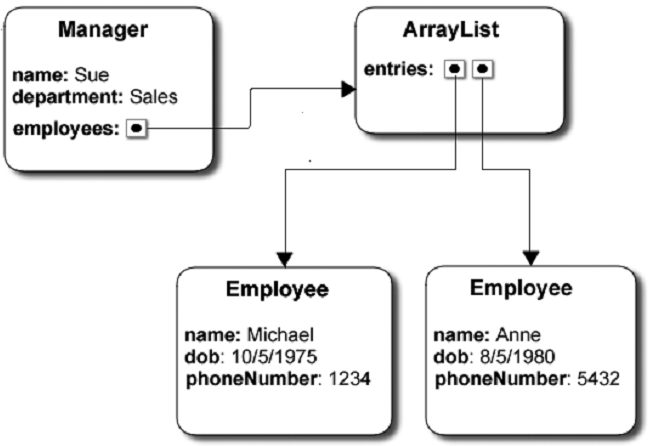 Manager
name: Sue
department: Sales
employees:
ArrayList
entries:
Employee
name: Michael
dob: 10/5/1975
phoneNumber: 1234
Employee
name: Anne
dob: 8/5/1980
phoneNumber: 5432